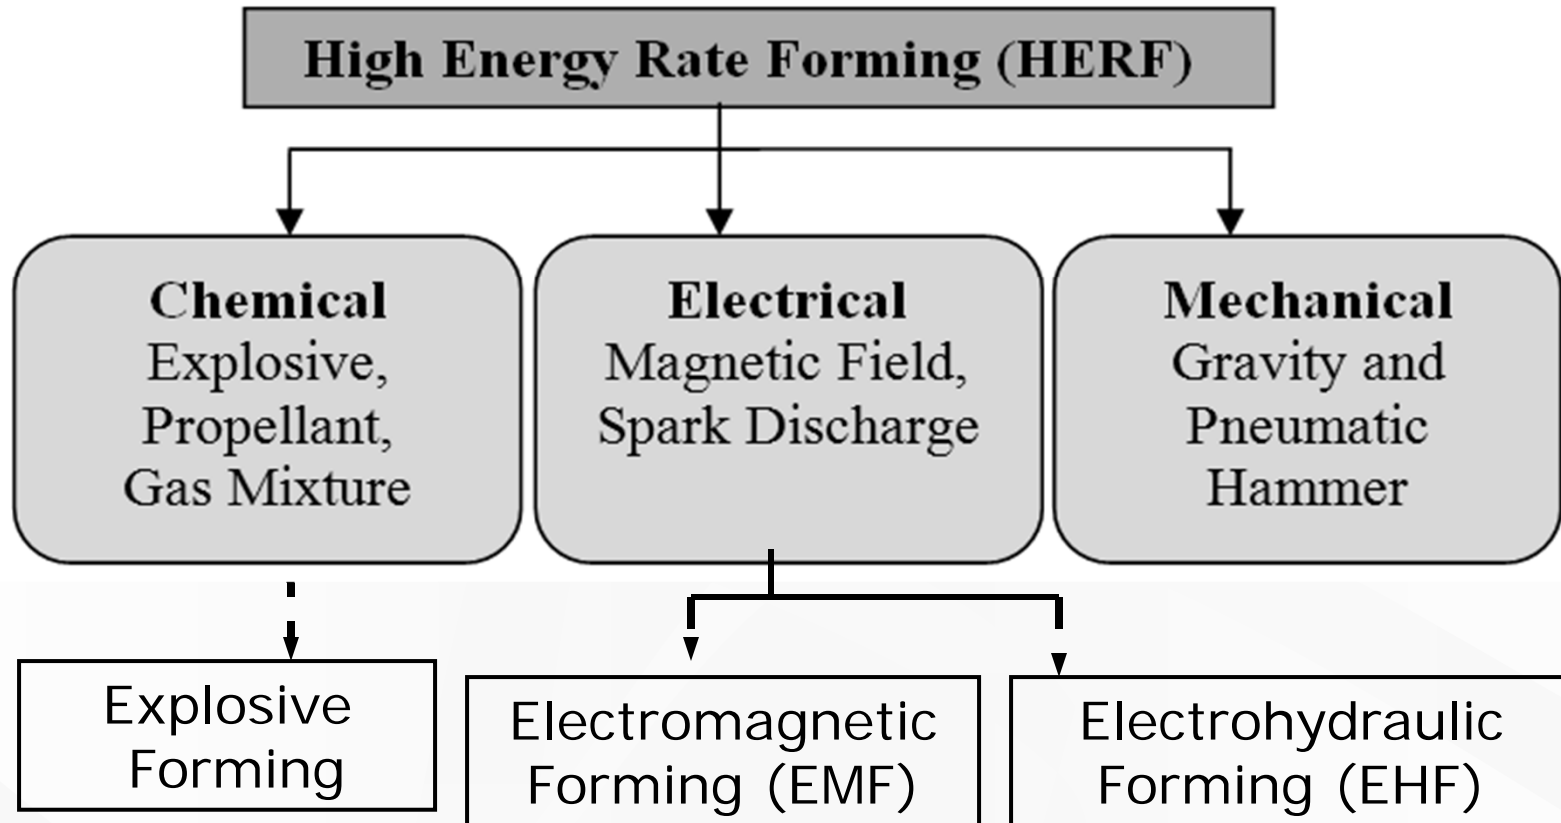 High Energy Rate Forming (HERF)
Chemical
Explosive,
Propellant,
Gas Mixture
Electrical
Magnetic Field,
Spark Discharge
Mechanical
Gravity and
Pneumatic
Hammer
Explosive
Forming
Electromagnetic
Forming (EMF)
Electrohydraulic
Forming (EHF)